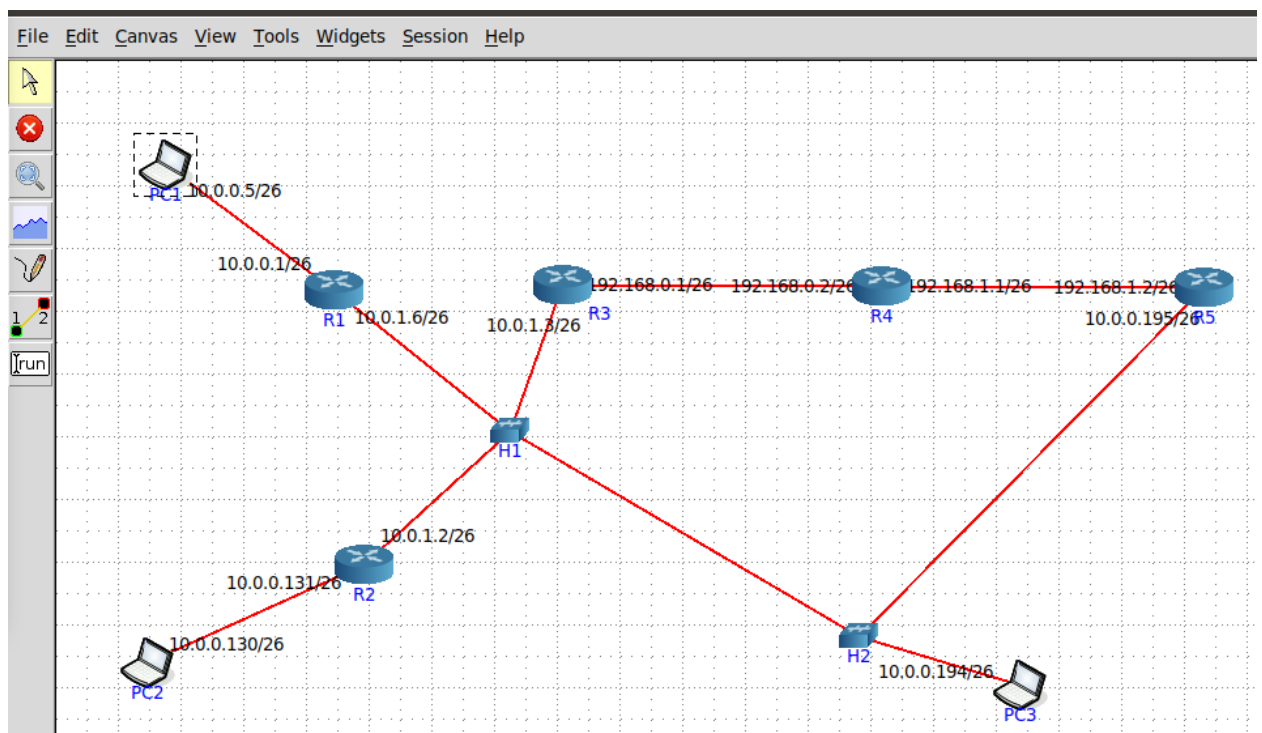 File Edit Canvas View Tools Widgets Session Help
PC1
10.0.0.5/26
10.0.0.1/26
R1
10.0.1.6/26
10.0.1.3/26
R3
192.168.0.1/26
192.168.0.2/26
R4
192.168.1.1/26
192.168.1.2/26
R5
10.0.0.195/26
H1
10.0.1.2/26
R2
10.0.0.131/26
10.0.0.130/26
PC2
H2
10.0.0.194/26
PC3
1 2
run